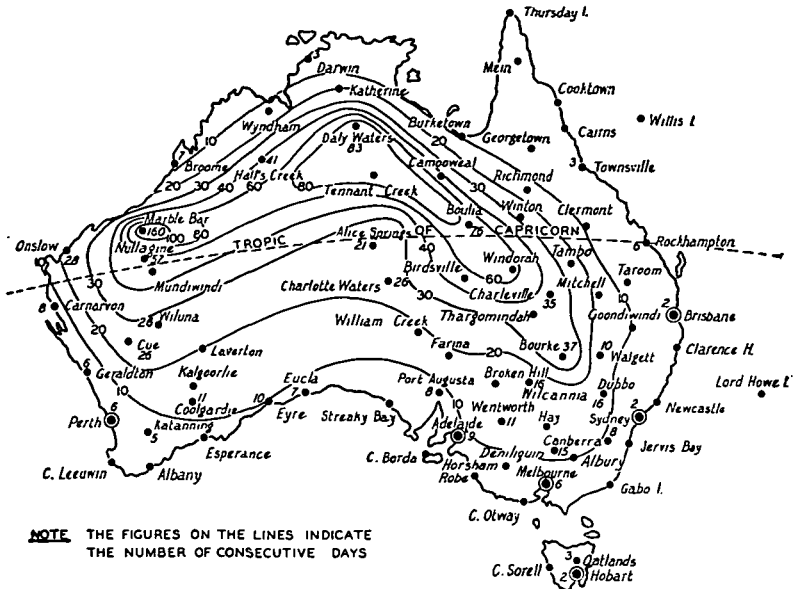 Thursday I.
Darwin
Mein
Katherine
Cooktown
Wyndham
10
Burketown
Willis I.
20
Georgetown
Cairns
Daly Waters
83
7
Broome
41
Hall's Creek
Camooweal
3
Townsville
20 30 40 60
80
Tennant Creek
30
Richmond
Marble Bar
160
100 80
Boulia
76
Winton
Clermont
Onslow
28
TROPIC
Alice Springs
21
OF
CAPRICORN
6
Rockhampton
10
Nullagine
57
40
Windorah
Tambo
Mundiwindi
Birdsville
60
Taroom
Charlotte Waters
26
Charleville
35
Mitchell
10
30
8
Carnarvon
20
28
Wiluna
Thargomindah
Goondiwindi
2
Brisbane
William Creek
Cue
26
Laverton
Farina
20
Bourke 37
10
Walgett
Clarence H.
6
Geraldton
Kalgoorlie
Broken Hill
16
Wilcannia
Dubbo
16
Lord Howe I.
10
11
Coolgardie
10
Eucla
7
Port Augusta
8
10
Wentworth
11
Hay
2
Sydney
Newcastle
6
Perth
Eyre
Streaky Bay
Katanning
5
Adelaide
9
Canberra
15
8
Jervis Bay
Esperance
Deniliquin
Albury
C. Leeuwin
Albany
C. Borda
Horsham
Robe
Melbourne
6
Gabo I.
C. Otway
NOTE THE FIGURES ON THE LINES INDICATE
THE NUMBER OF CONSECUTIVE DAYS
3
Oatlands
C. Sorell
2
Hobart